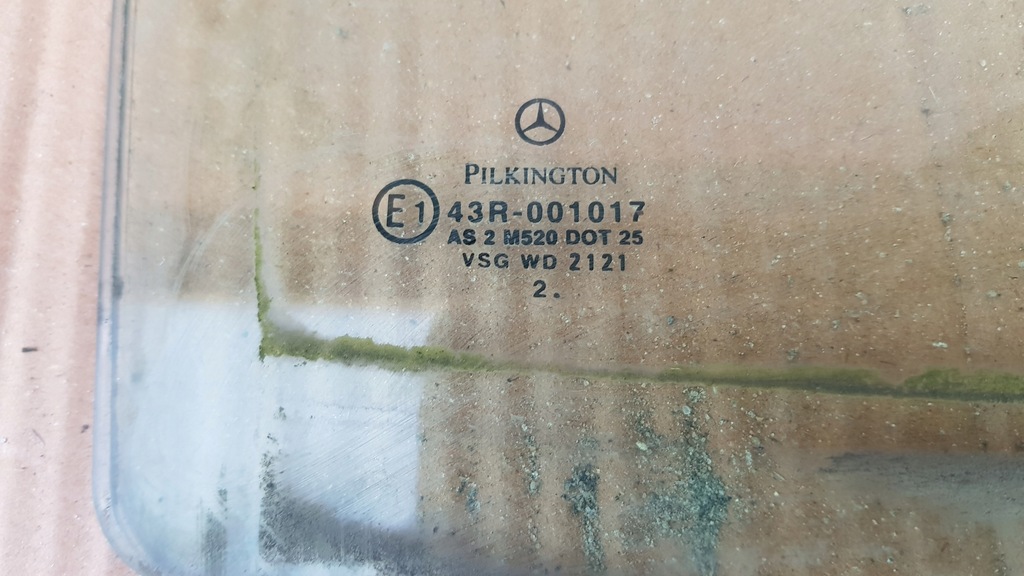 PILKINGTON
E1 43R-001017
AS 2 M520 DOT 25
VSG WD 2121
2.